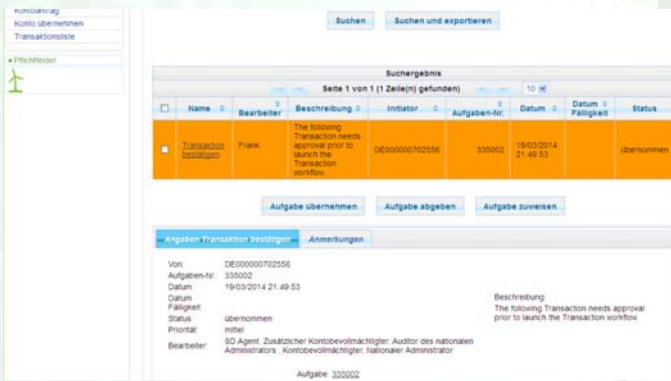 Kontoantrag
Konto übernehmen
Transaktionsliste
Pflichtfelder
Suchen Suchen und exportieren
Suchergebnis
Seite 1 von 1 (1 Zeile(n) gefunden) 10
Name Bearbeiter Beschreibung Initiator Aufgaben-Nr. Datum Datum Fälligkeit Status
Transaktion bestätigen Frank The following Transaction needs approval prior to launch the Transaction workflow DE000000702556 335002 19/03/2014 21:49:53 übernommen
Aufgabe übernehmen Aufgabe abgeben Aufgabe zuweisen
Angaben Transaktion bestätigen Anmerkungen
Von: DE000000702556
Aufgaben-Nr.: 335002
Datum: 19/03/2014 21:49:53
Datum Fälligkeit:
Status: übernommen
Priorität: mittel
Bearbeiter: SD Agent, Zusätzlicher Kontobevollmächtigter, Auditor des nationalen Administrators , Kontobevollmächtigter, Nationaler Administrator
Beschreibung:
The following Transaction needs approval
prior to launch the Transaction workflow
Aufgabe: 335002